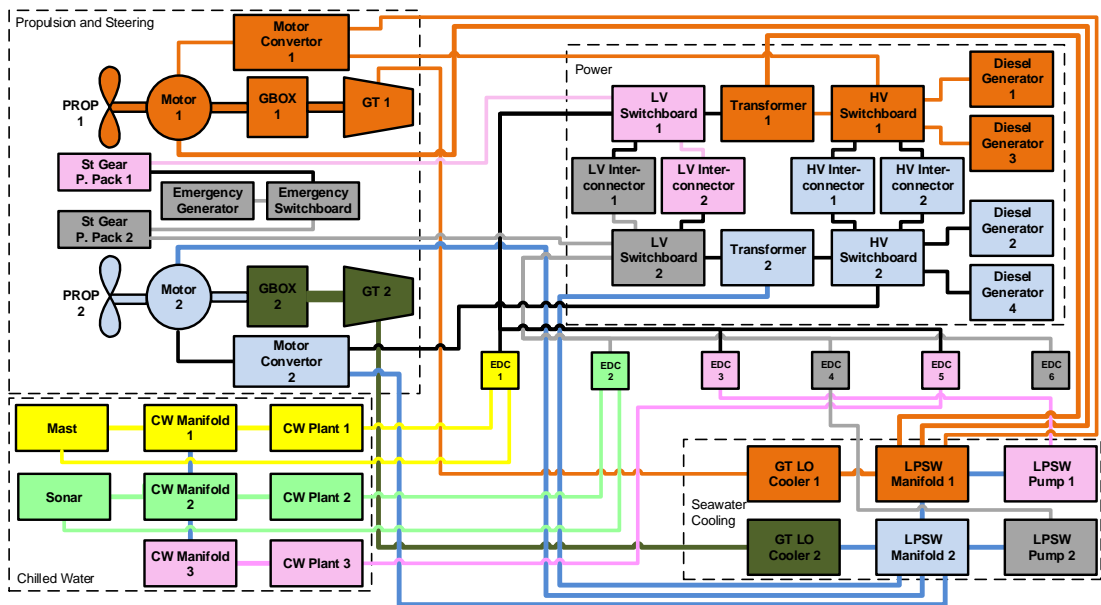 Propulsion and Steering
Motor
Convertor
1
PROP
1
Motor
1
GBOX
1
GT 1
St Gear
P. Pack 1
Emergency
Generator
Emergency
Switchboard
St Gear
P. Pack 2
PROP
2
Motor
2
GBOX
2
GT 2
Motor
Convertor
2
Power
LV
Switchboard
1
Transformer
1
HV
Switchboard
1
Diesel
Generator
1
Diesel
Generator
3
LV Inter-
connector
1
LV Inter-
connector
2
HV Inter-
connector
1
HV Inter-
connector
2
LV
Switchboard
2
Transformer
2
HV
Switchboard
2
Diesel
Generator
2
Diesel
Generator
4
EDC
1
EDC
2
EDC
3
EDC
4
EDC
5
EDC
6
Mast
CW Manifold
1
CW Plant 1
Sonar
CW Manifold
2
CW Plant 2
CW Manifold
3
CW Plant 3
Chilled Water
GT LO
Cooler 1
LPSW
Manifold 1
LPSW
Pump 1
Seawater
Cooling
GT LO
Cooler 2
LPSW
Manifold 2
LPSW
Pump 2